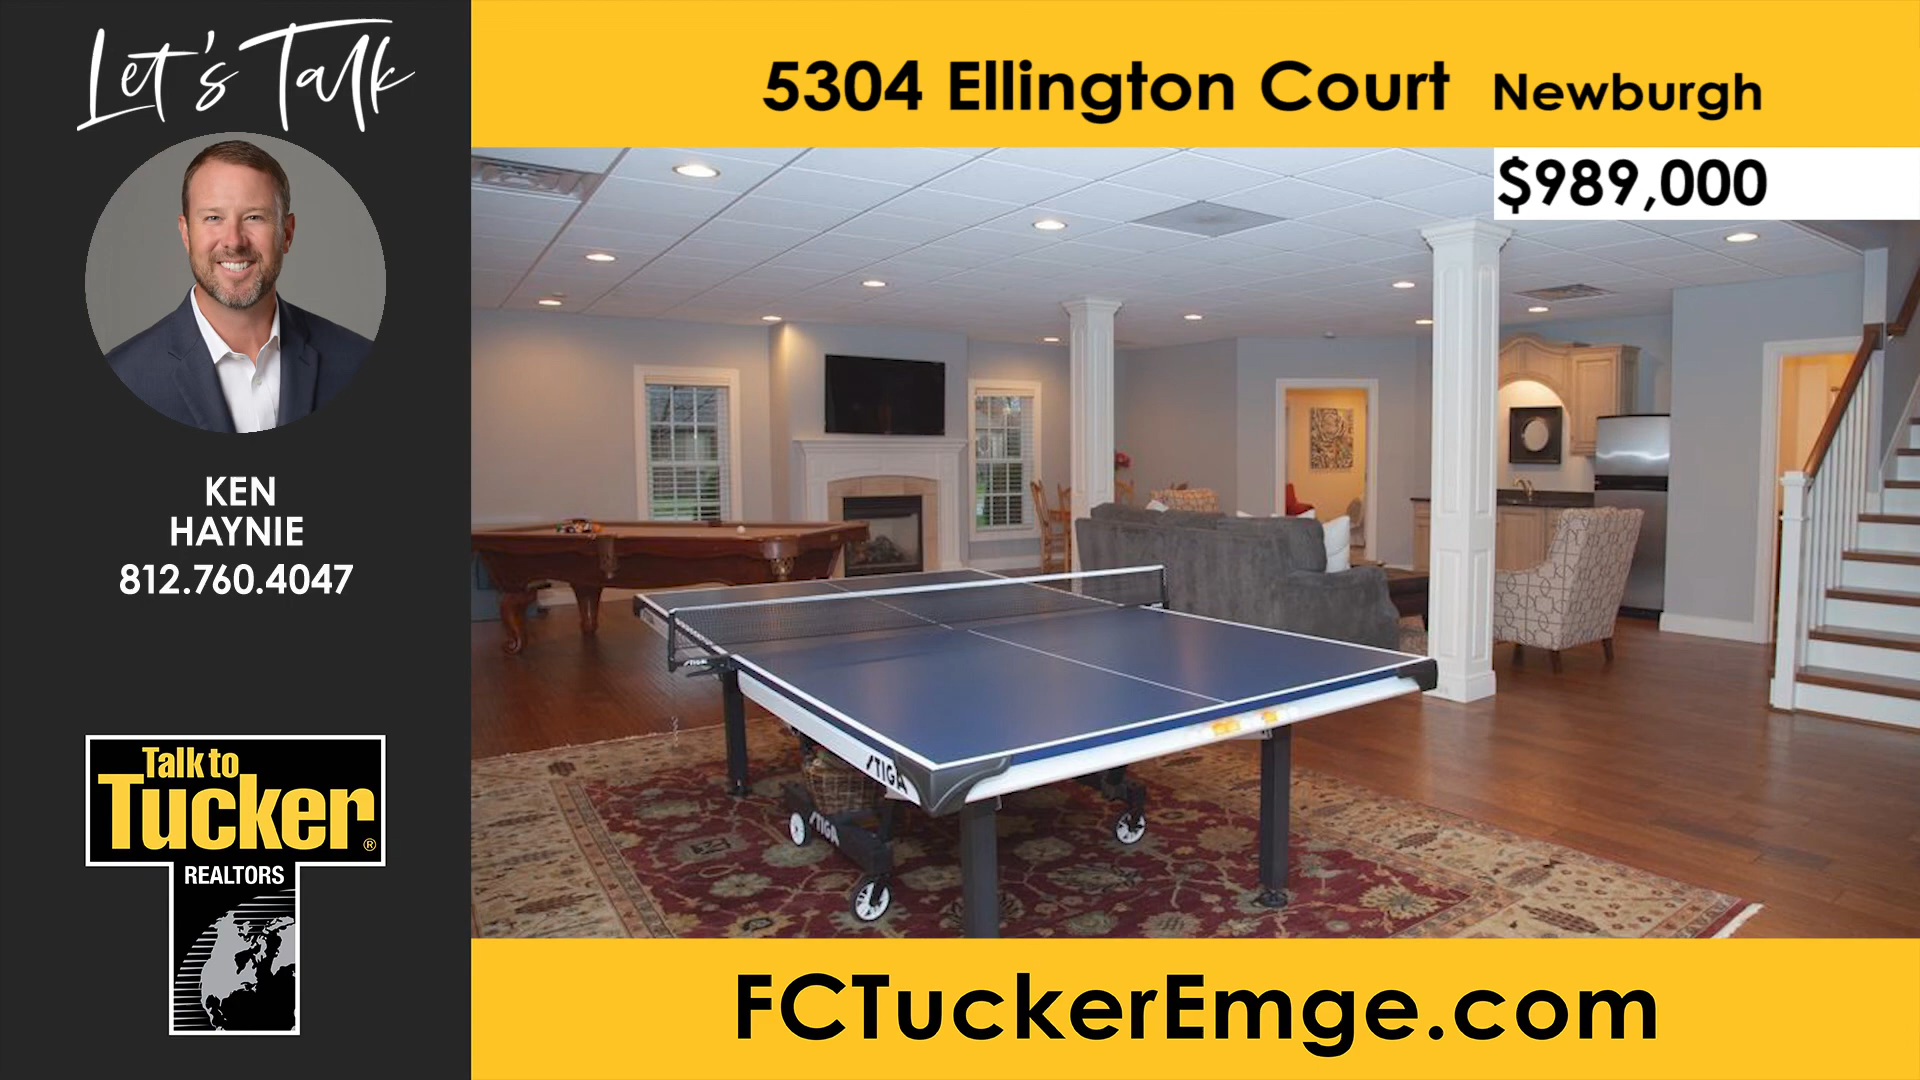 Let's Talk
KEN
HAYNIE
812.760.4047
Talk to
Tucker®
REALTORS
5304 Ellington Court Newburgh
$989,000
STIGA
STIGA
STIGA
FCTuckerEmge.com